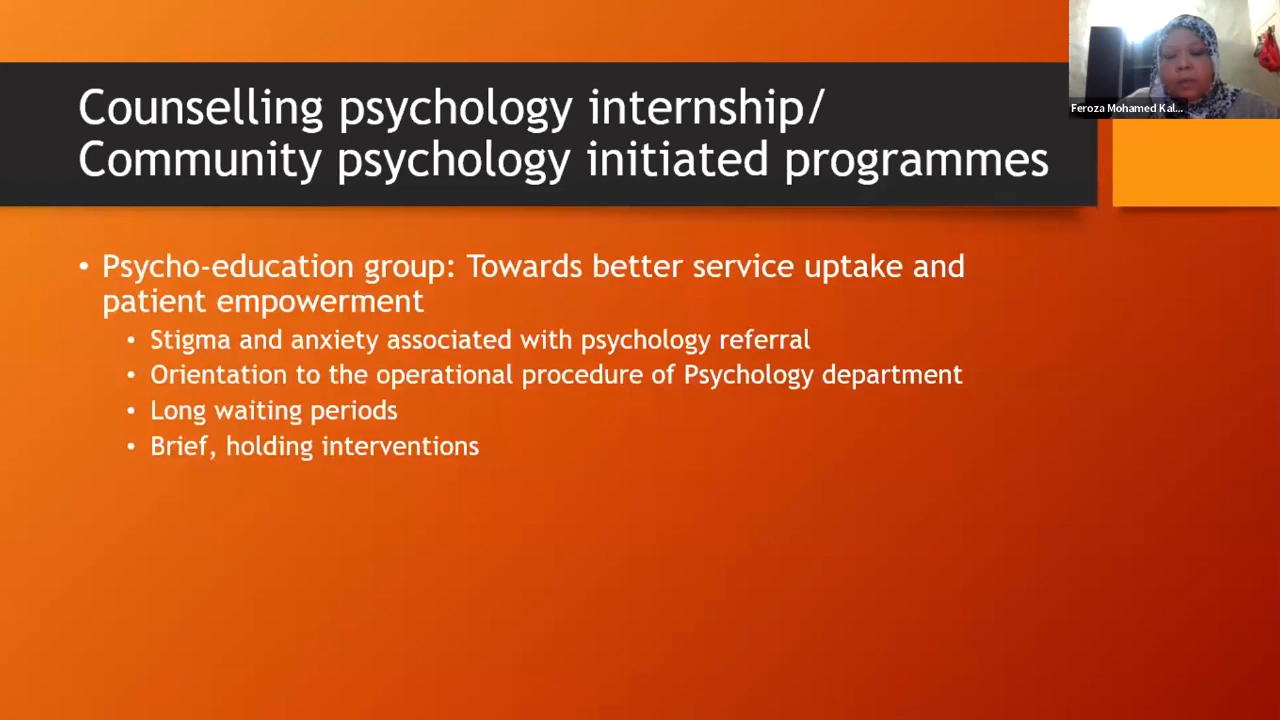 Counselling psychology internship/
Community psychology initiated programmes
Feroza Mohamed Kal...
• Psycho-education group: Towards better service uptake and
patient empowerment
• Stigma and anxiety associated with psychology referral
• Orientation to the operational procedure of Psychology department
• Long waiting periods
• Brief, holding interventions